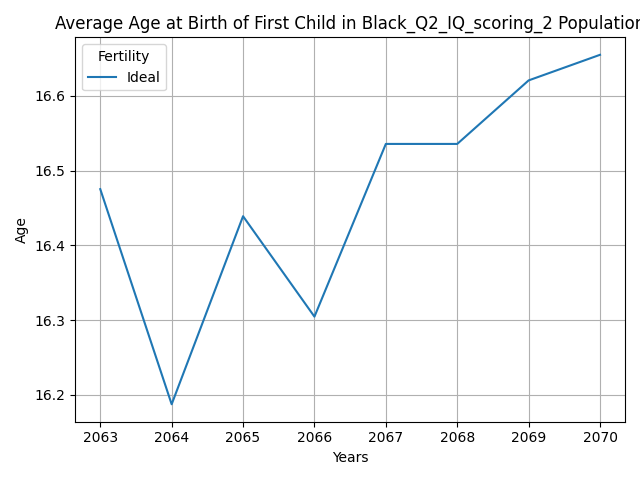 Average Age at Birth of First Child in Black_Q2_IQ_scoring_2 Population
Fertility
Ideal
16.6
16.5
16.4
16.3
16.2
Age
2063 2064 2065 2066 2067 2068 2069 2070
Years